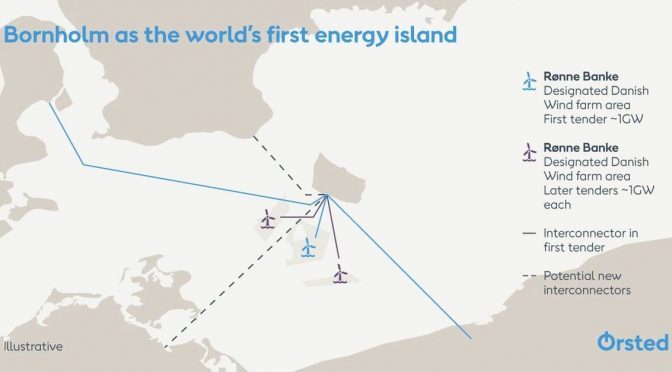 Bornholm as the world's first energy island
Rønne Banke
Designated Danish
Wind farm area
First tender ~1GW
Rønne Banke
Designated Danish
Wind farm area
Later tenders ~1GW
each
Interconnector in
first tender
Potential new
interconnectors
Illustrative
Ørsted